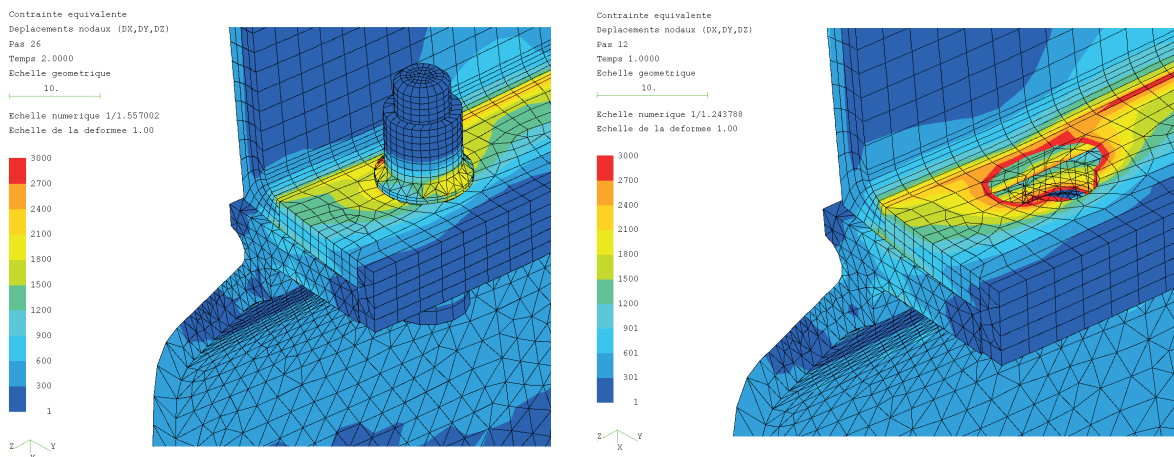 Contrainte equivalente
Deplacements nodaux (DX,DY,DZ)
Pas 26
Temps 2.0000
Echelle geometrique
10.
Echelle numerique 1/1.557002
Echelle de la deformee 1.00
3000
2700
2400
2100
1800
1500
1200
900
600
300
1
Z Y
Contrainte equivalente
Deplacements nodaux (DX,DY,DZ)
Pas 12
Temps 1.0000
Echelle geometrique
10.
Echelle numerique 1/1.243788
Echelle de la deformee 1.00
3000
2700
2400
2100
1800
1500
1200
901
601
301
1
Z Y
X